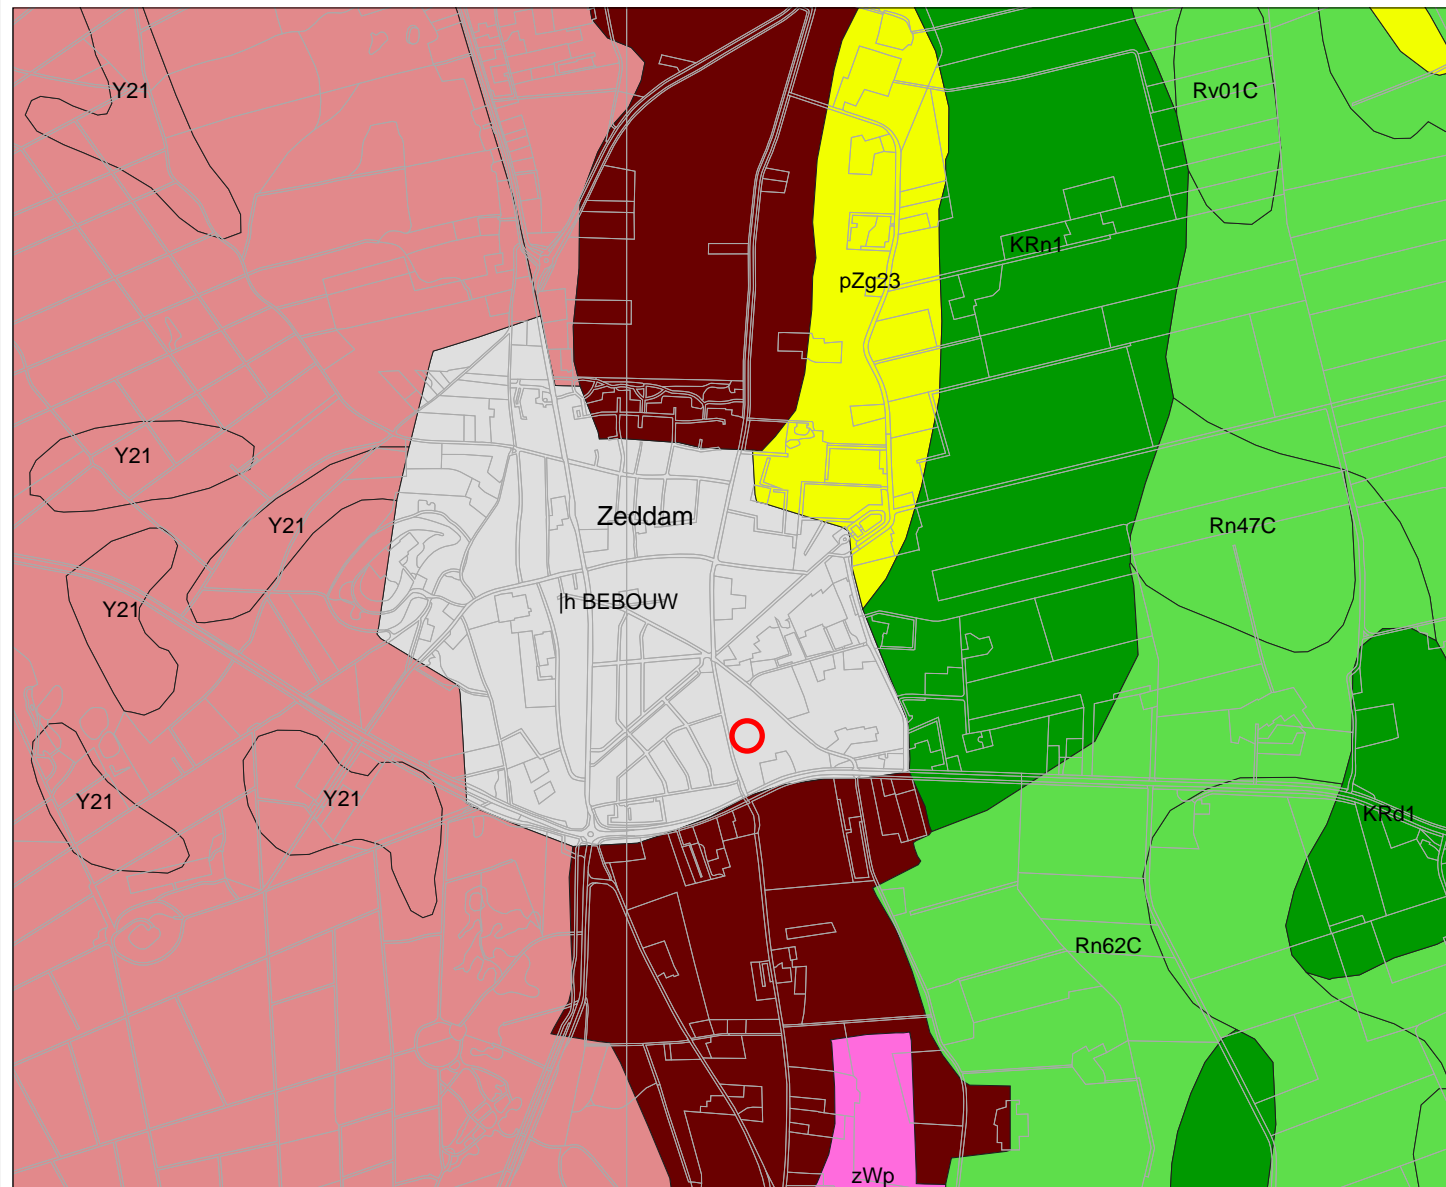 Y21
Rv01C
KRn1
pZg23
Y21
Zeddam
Y21
Rn47C
|h BEBOUW
Y21
Y21
Y21
KRd1
Rn62C
zWp